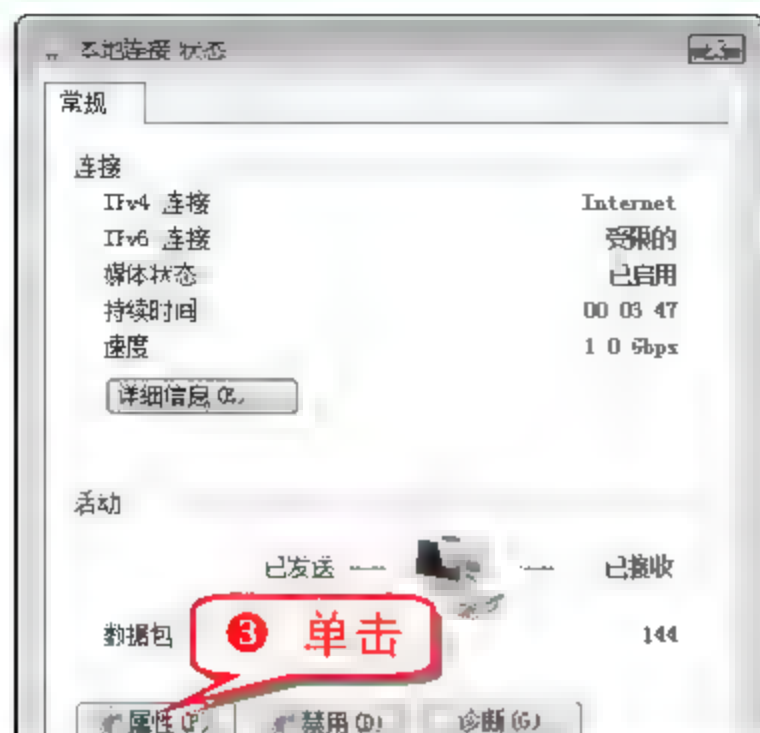 本地连接 状态
常规
连接
IPv4 连接 Internet
IPv6 连接 受限的
媒体状态 已启用
持续时间 00 03 47
速度 1 0 Gbps
详细信息(E)
活动
已发送 已接收
数据包 144
❸ 单击
属性(P) 禁用(D) 诊断(G)